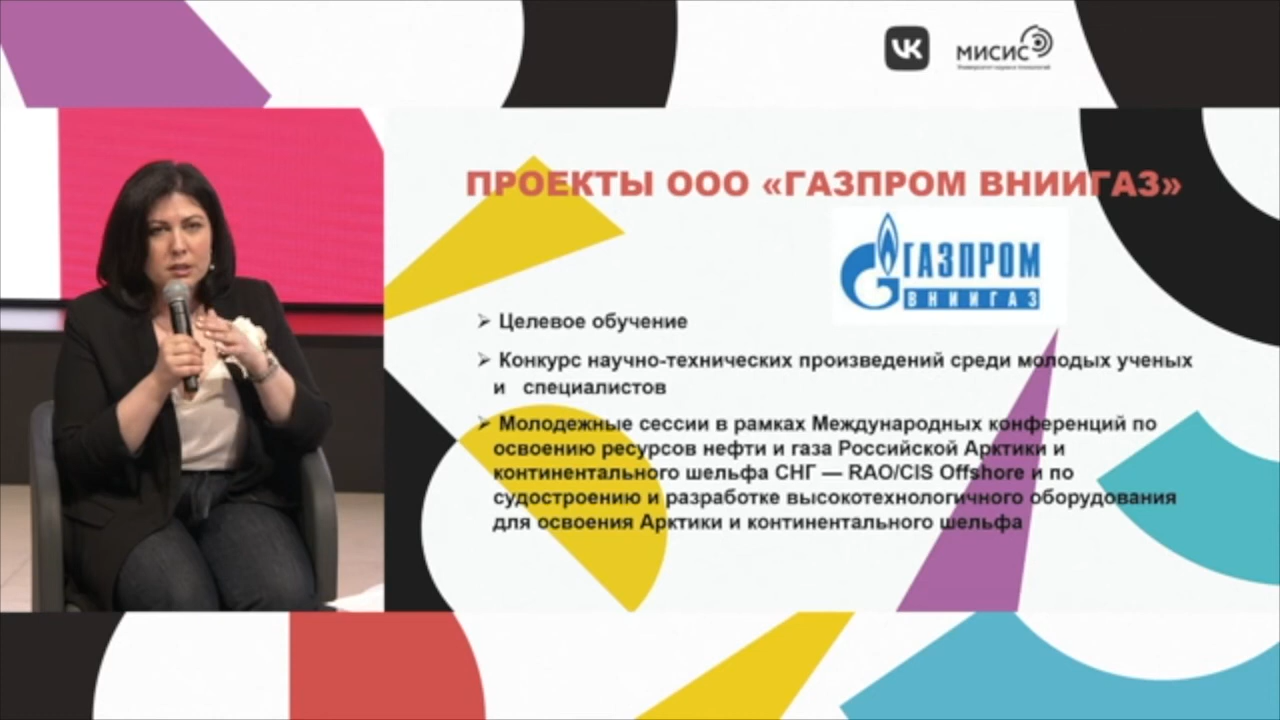 VK
МИСИС
ПРОЕКТЫ ООО «ГАЗПРОМ ВНИИГАЗ»
ГАЗПРОМ
ВНИИГАЗ
➢ Целевое обучение
➢ Конкурс научно-технических произведений среди молодых ученых
и специалистов
➢ Молодежные сессии в рамках Международных конференций по
освоению ресурсов нефти и газа Российской Арктики и
континентального шельфа СНГ — RAO/CIS Offshore и по
судостроению и разработке высокотехнологичного оборудования
для освоения Арктики и континентального шельфа